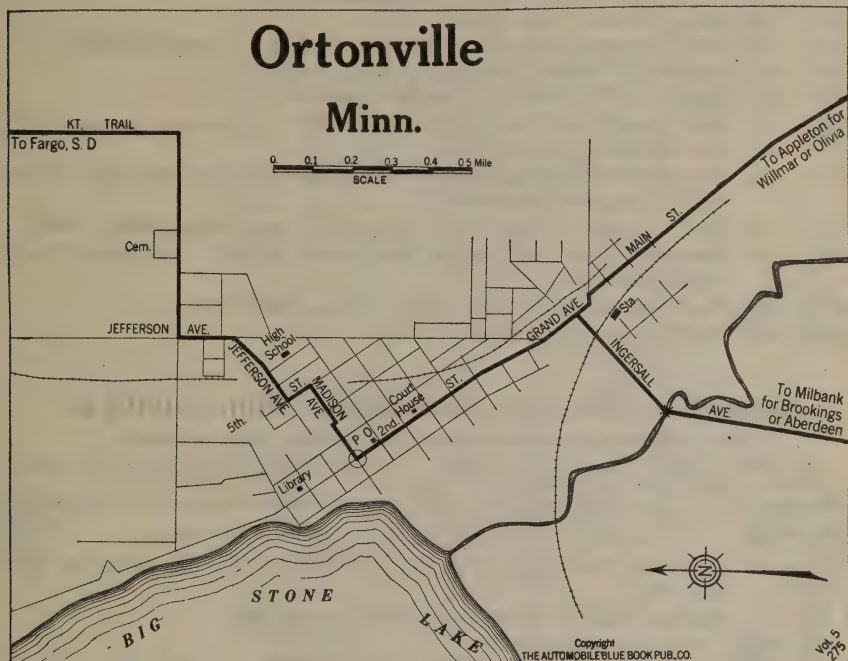 Ortonville
Minn.
KT. TRAIL
To Fargo, S. D
0. 0.1 0.2 0.3 0.4 0.5 Mile
SCALE
To Appleton for
Willmar or Olivia
Cem.
MAIN ST.
Sta.
JEFFERSON AVE.
GRAND AVE.
High
School
JEFFERSON AVE.
ST.
MADISON
AVE
INGERSALL
AVE.
Court
House
2nd. ST.
To Milbank
for Brookings
or Aberdeen
5th.
P O
Library
BIG STONE LAKE
N
Copyright
THE AUTOMOBILE BLUE BOOK PUB. CO.
Vol. 5
275